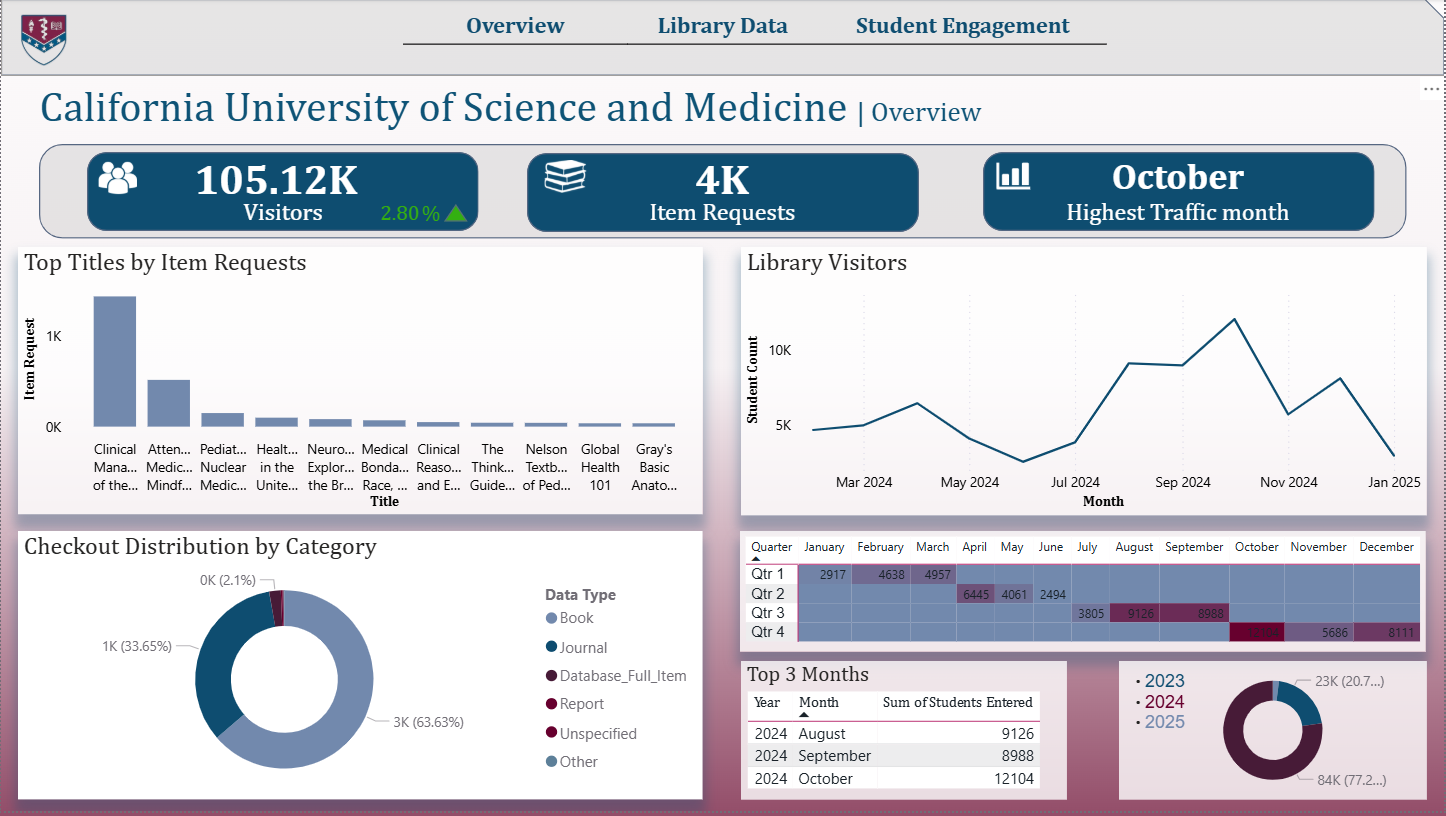 Overview Library Data Student Engagement
California University of Science and Medicine | Overview
105.12K
Visitors
2.80%
4K
Item Requests
October
Highest Traffic month
Top Titles by Item Requests
Item Request
1K
0K
Clinical Mana... of the...
Atten... Medic... Mindf...
Pediat... Nuclear Medic...
Healt... in the Unite...
Neuro... Explor... the Br...
Medical Bonda... Race, ...
Clinical Reaso... and E...
The Think... Guide...
Nelson Textb... of Ped...
Global Health 101
Gray's Basic Anato...
Title
Library Visitors
Student Count
10K
5K
Mar 2024 May 2024 Jul 2024 Sep 2024 Nov 2024 Jan 2025
Month
Checkout Distribution by Category
0K (2.1%)
1K (33.65%)
3K (63.63%)
Data Type
Book
Journal
Database_Full_Item
Report
Unspecified
Other
Quarter January February March April May June July August September October November December
Qtr 1 2917 4638 4957
Qtr 2 6445 4061 2494
Qtr 3 3805 9126 8988
Qtr 4 12104 5686 8111
Top 3 Months
Year Month Sum of Students Entered
2024 August 9126
2024 September 8988
2024 October 12104
• 2023
• 2024
• 2025
23K (20.7...)
84K (77.2...)